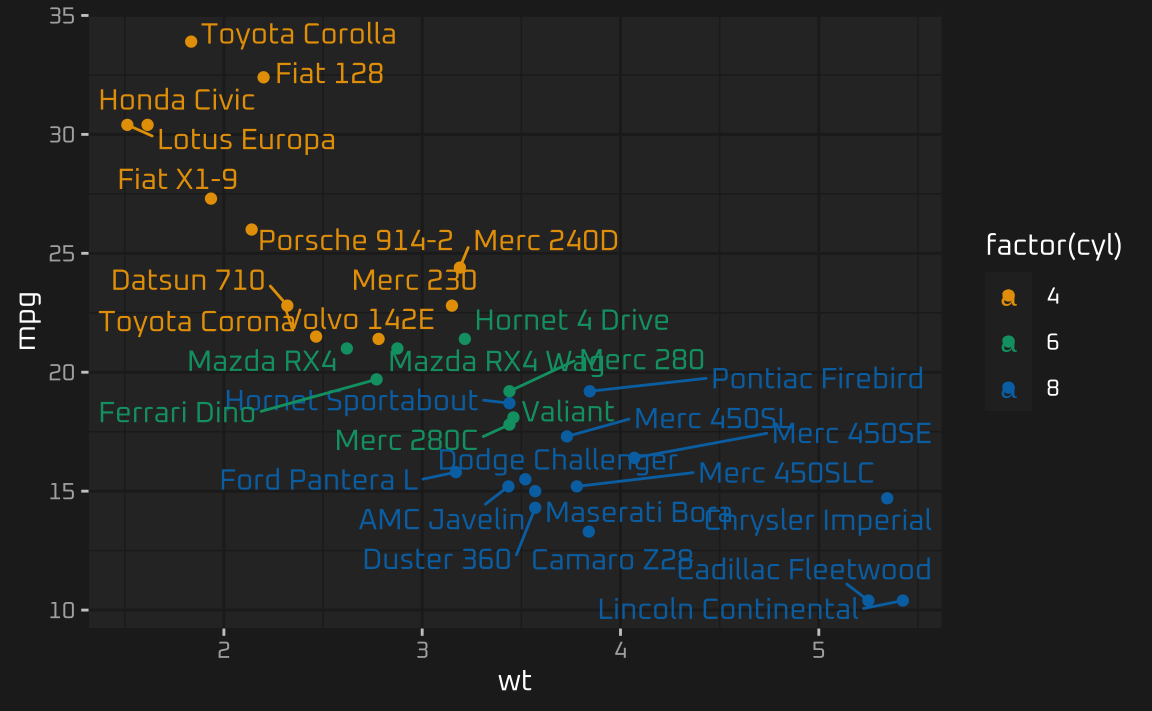 35
Toyota Corolla
Fiat 128
Honda Civic
30
Lotus Europa
Fiat X1-9
Porsche 914-2
Merc 240D
25
Datsun 710
Merc 230
Toyota Corona
Volvo 142E
Hornet 4 Drive
Mazda RX4
Mazda RX4 Wag
Merc 280
20
Pontiac Firebird
Hornet Sportabout
Ferrari Dino
Valiant
Merc 450SL
Merc 450SE
Merc 280C
Dodge Challenger
Ford Pantera L
Merc 450SLC
15
AMC Javelin
Maserati Bora
Chrysler Imperial
Duster 360
Camaro Z28
Cadillac Fleetwood
Lincoln Continental
10
mpg
2
3
4
5
wt
factor(cyl)
a 4
a 6
a 8